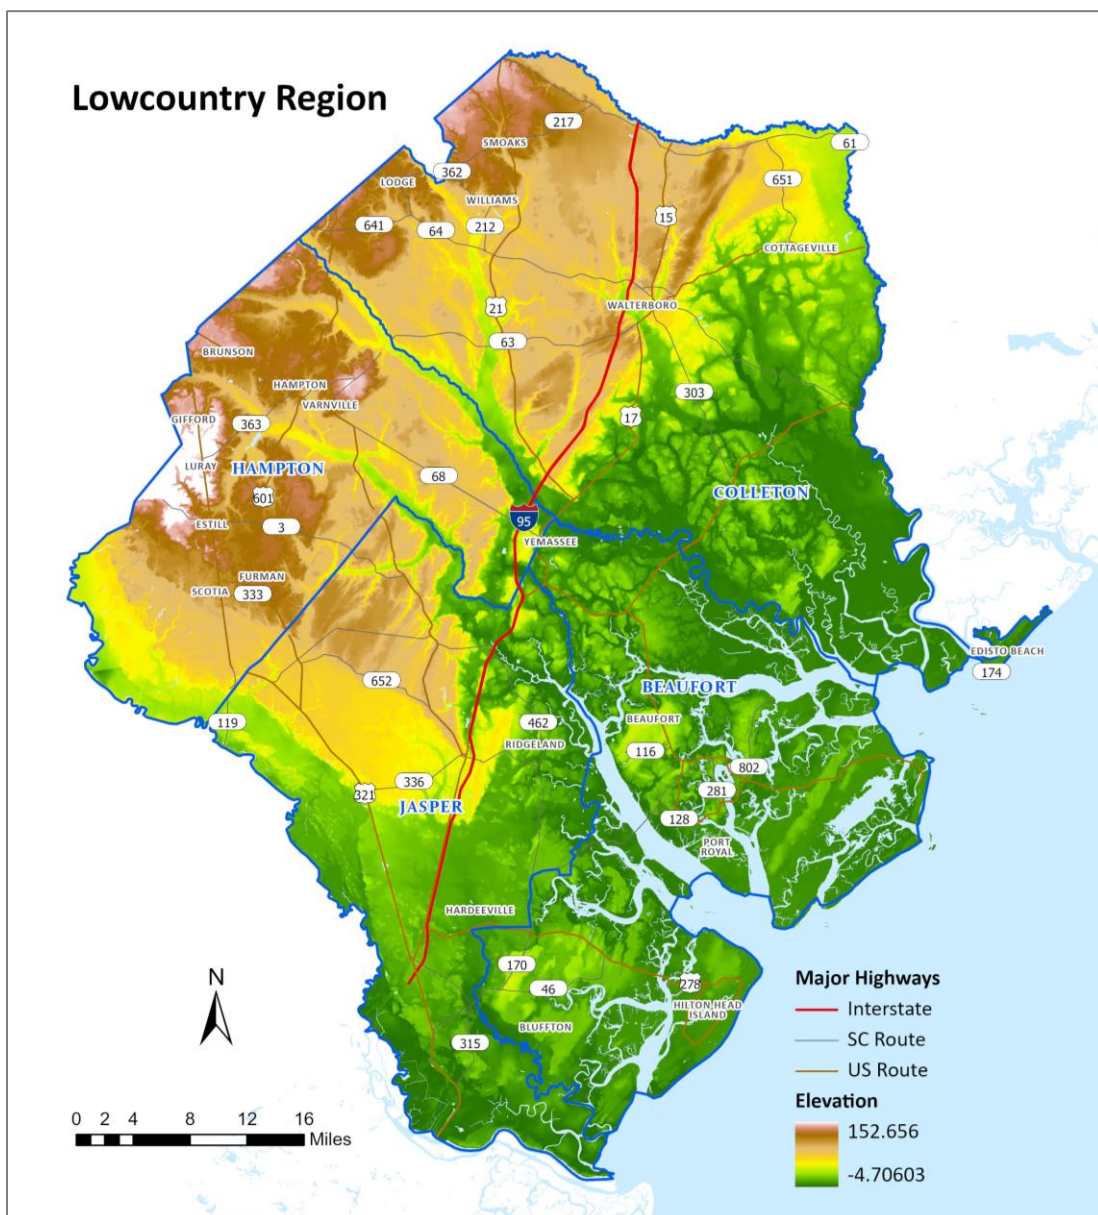 Lowcountry Region
217
SMOAKS
61
362
LODGE
651
WILLIAMS
15
641
64
212
COTTAGEVILLE
21
WALTERBORO
63
BRUNSON
HAMPTON
303
VARNVILLE
17
GIFFORD
363
LURAY
HAMPTON
68
COLLETON
601
95
ESTILL
3
YEMASSEE
FURMAN
SCOTIA
333
EDISTO BEACH
174
652
BEAUFORT
119
462
BEAUFORT
RIDGELAND
116
802
336
281
321
JASPER
128
PORT
ROYAL
HARDEEVILLE
170
46
278
HILTON HEAD
ISLAND
BLUFFTON
315
N
0 2 4 8 12 16
Miles
Major Highways
Interstate
SC Route
US Route
Elevation
152.656
-4.70603